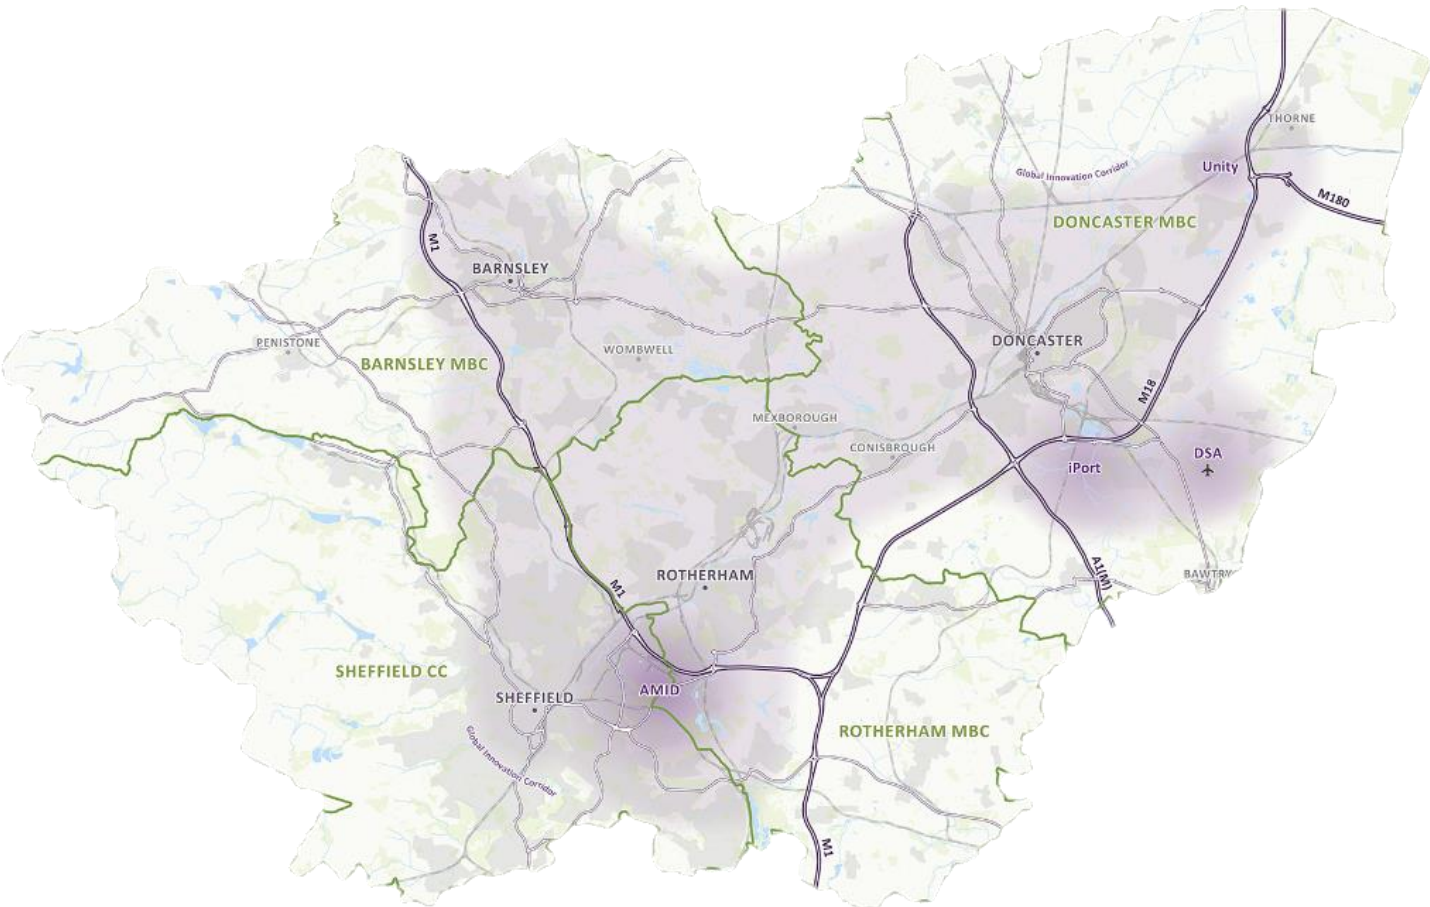 THORNE
Unity
Global Innovation Corridor
M180
DONCASTER MBC
M1
BARNSLEY
PENISTONE
WOMBWELL
DONCASTER
BARNSLEY MBC
M18
MEXBOROUGH
CONISBROUGH
iPort
DSA
ROTHERHAM
M1
A1(M)
BAWTRY
SHEFFIELD CC
SHEFFIELD
AMID
ROTHERHAM MBC
Global Innovation Corridor
M1